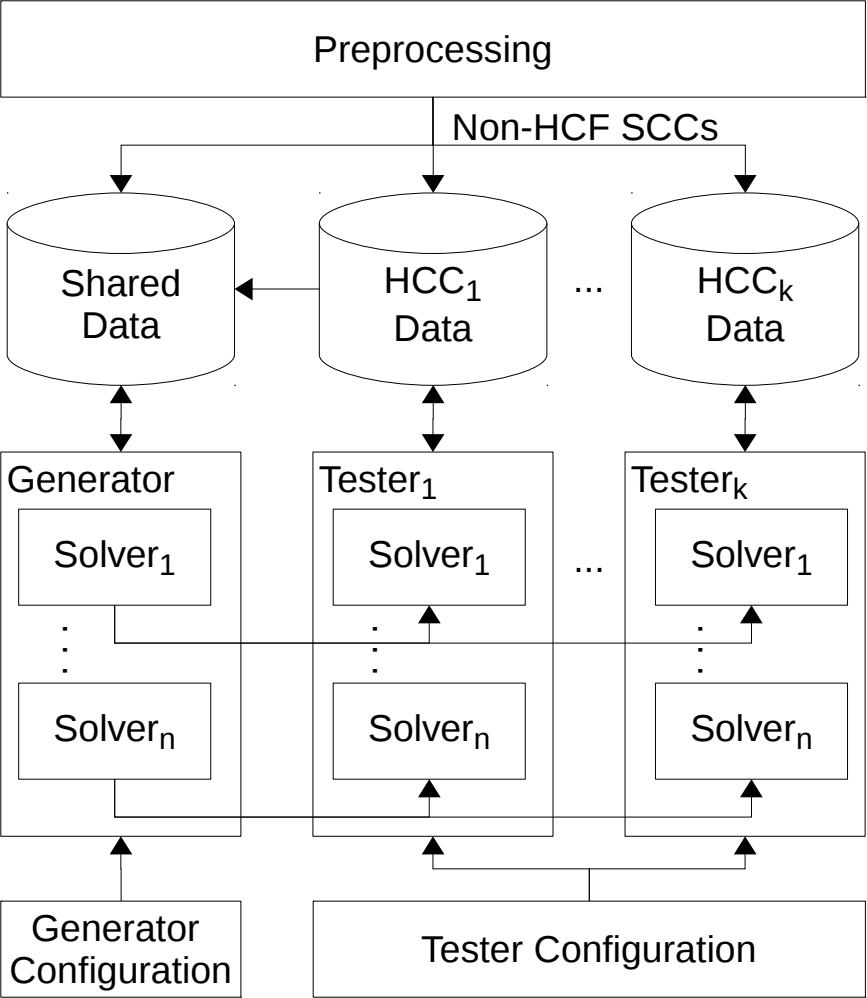 Preprocessing
Non-HCF SCCs
Shared
Data
HCC₁
Data
...
HCCₖ
Data
Generator
Tester₁
Testerₖ
Solver₁
Solver₁
...
Solver₁
Solverₙ
Solverₙ
Solverₙ
Generator
Configuration
Tester Configuration